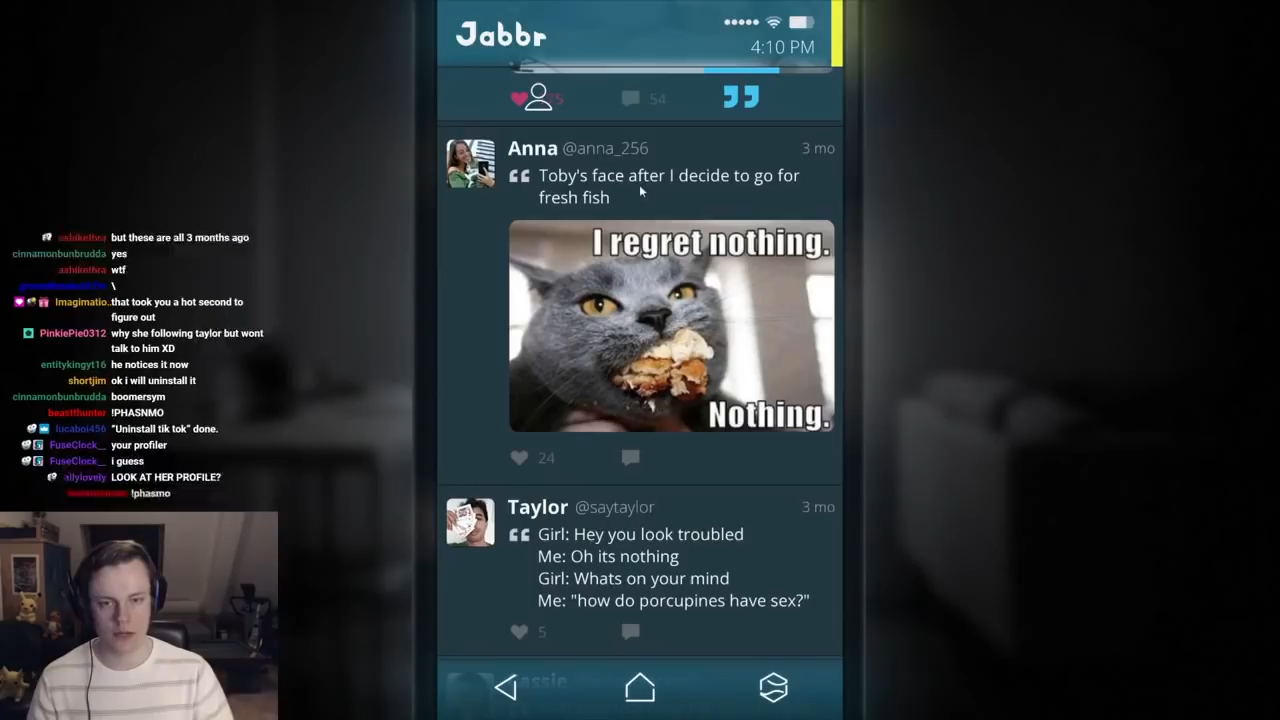 Jabbr
4:10 PM
54
Anna @anna_256 3 mo
Toby's face after I decide to go for
fresh fish
I regret nothing.
Nothing.
24
Taylor @saytaylor 3 mo
Girl: Hey you look troubled
Me: Oh its nothing
Girl: Whats on your mind
Me: "how do porcupines have sex?"
5
but these are all 3 months ago
cinnamonbunbrudda yes
wtf
\
Imaginatio.. that took you a hot second to
figure out
PinkiePie0312 why she following taylor but wont
talk to him XD
entitykingyt16 he notices it now
shortjim ok i will uninstall it
cinnamonbunbrudda boomersym
beastthunter !PHASNMO
lucaboi456 "Uninstall tik tok" done.
FuseClock__ your profiler
FuseClock__ i guess
allylovely LOOK AT HER PROFILE?
!phasmo